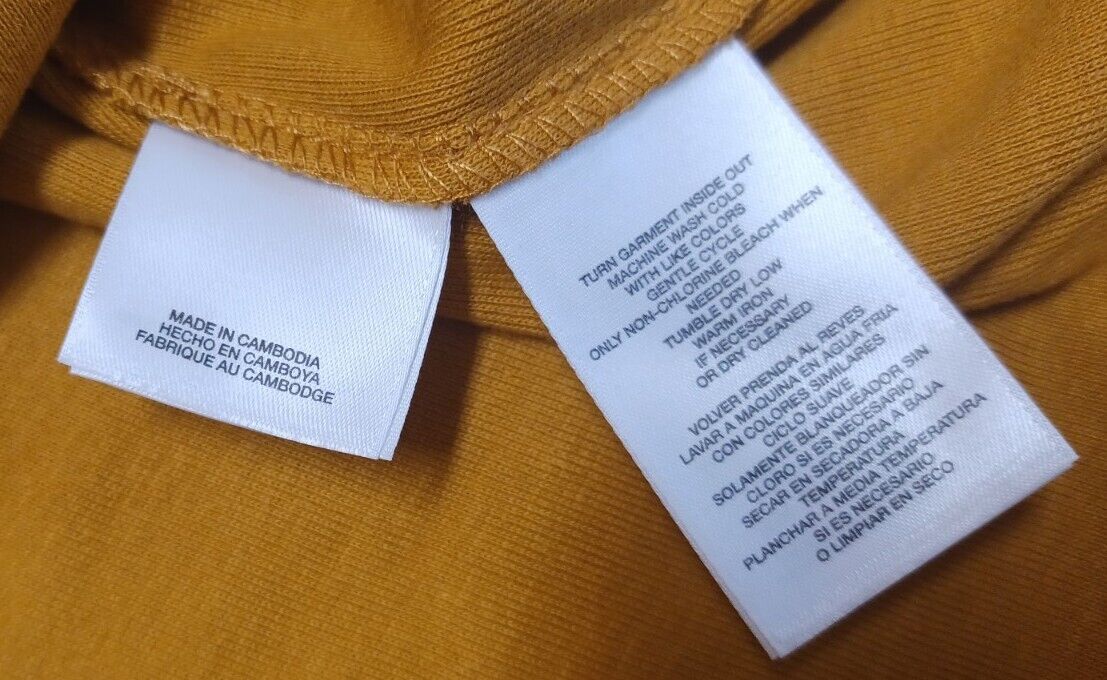 MADE IN CAMBODIA
HECHO EN CAMBOYA
FABRIQUE AU CAMBODGE
TURN GARMENT INSIDE OUT
MACHINE WASH COLD
WITH LIKE COLORS
GENTLE CYCLE
ONLY NON-CHLORINE BLEACH WHEN
NEEDED
TUMBLE DRY LOW
WARM IRON
IF NECESSARY
OR DRY CLEANED
VOLVER PRENDA AL REVES
LAVAR A MAQUINA EN AGUA FRIA
CON COLORES SIMILARES
CICLO SUAVE
SOLAMENTE BLANQUEADOR SIN
CLORO SI ES NECESARIO
SECAR EN SECADORA A BAJA
TEMPERATURA
PLANCHAR A MEDIA TEMPERATURA
SI ES NECESARIO
O LIMPIAR EN SECO